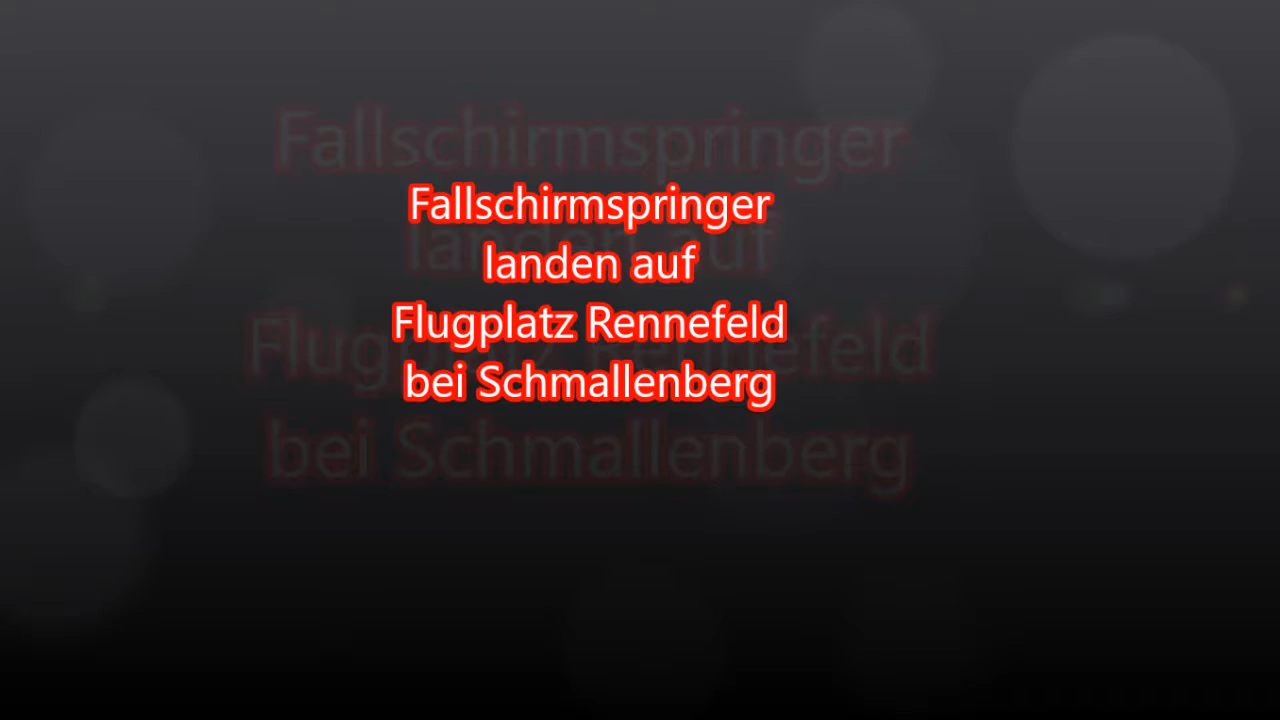 Fallschirmspringer
landen auf
Flugplatz Rennefeld
bei Schmallenberg